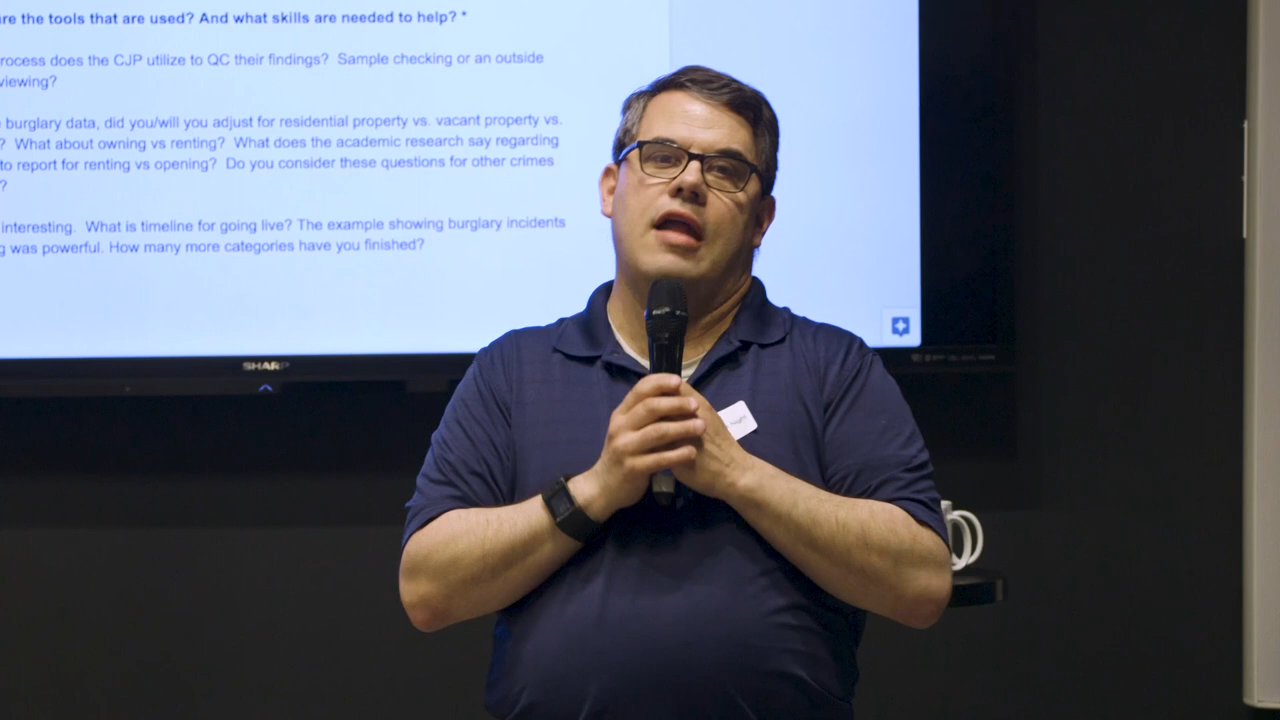 are the tools that are used? And what skills are needed to help? *
rocess does the CJP utilize to QC their findings?  Sample checking or an outside
viewing?
burglary data, did you/will you adjust for residential property vs. vacant property vs.
?  What about owning vs renting?  What does the academic research say regarding
to report for renting vs opening?  Do you consider these questions for other crimes
?
interesting.  What is timeline for going live? The example showing burglary incidents
g was powerful. How many more categories have you finished?
SHARP